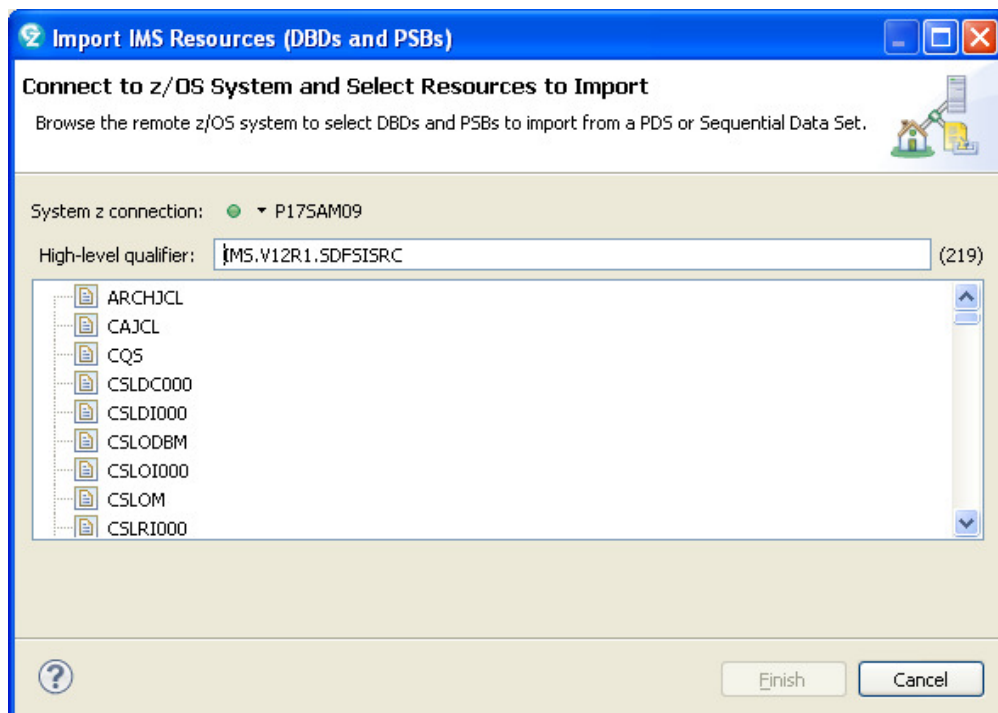 Import IMS Resources (DBDs and PSBs)
Connect to z/OS System and Select Resources to Import
Browse the remote z/OS system to select DBDs and PSBs to import from a PDS or Sequential Data Set.
System z connection: P17SAM09
High-level qualifier: IMS.V12R1.SDFSISRC (219)
ARCHJCL
CAJCL
CQS
CSLDC000
CSLDI000
CSLODBM
CSLOI000
CSLOM
CSLRI000
? Finish Cancel